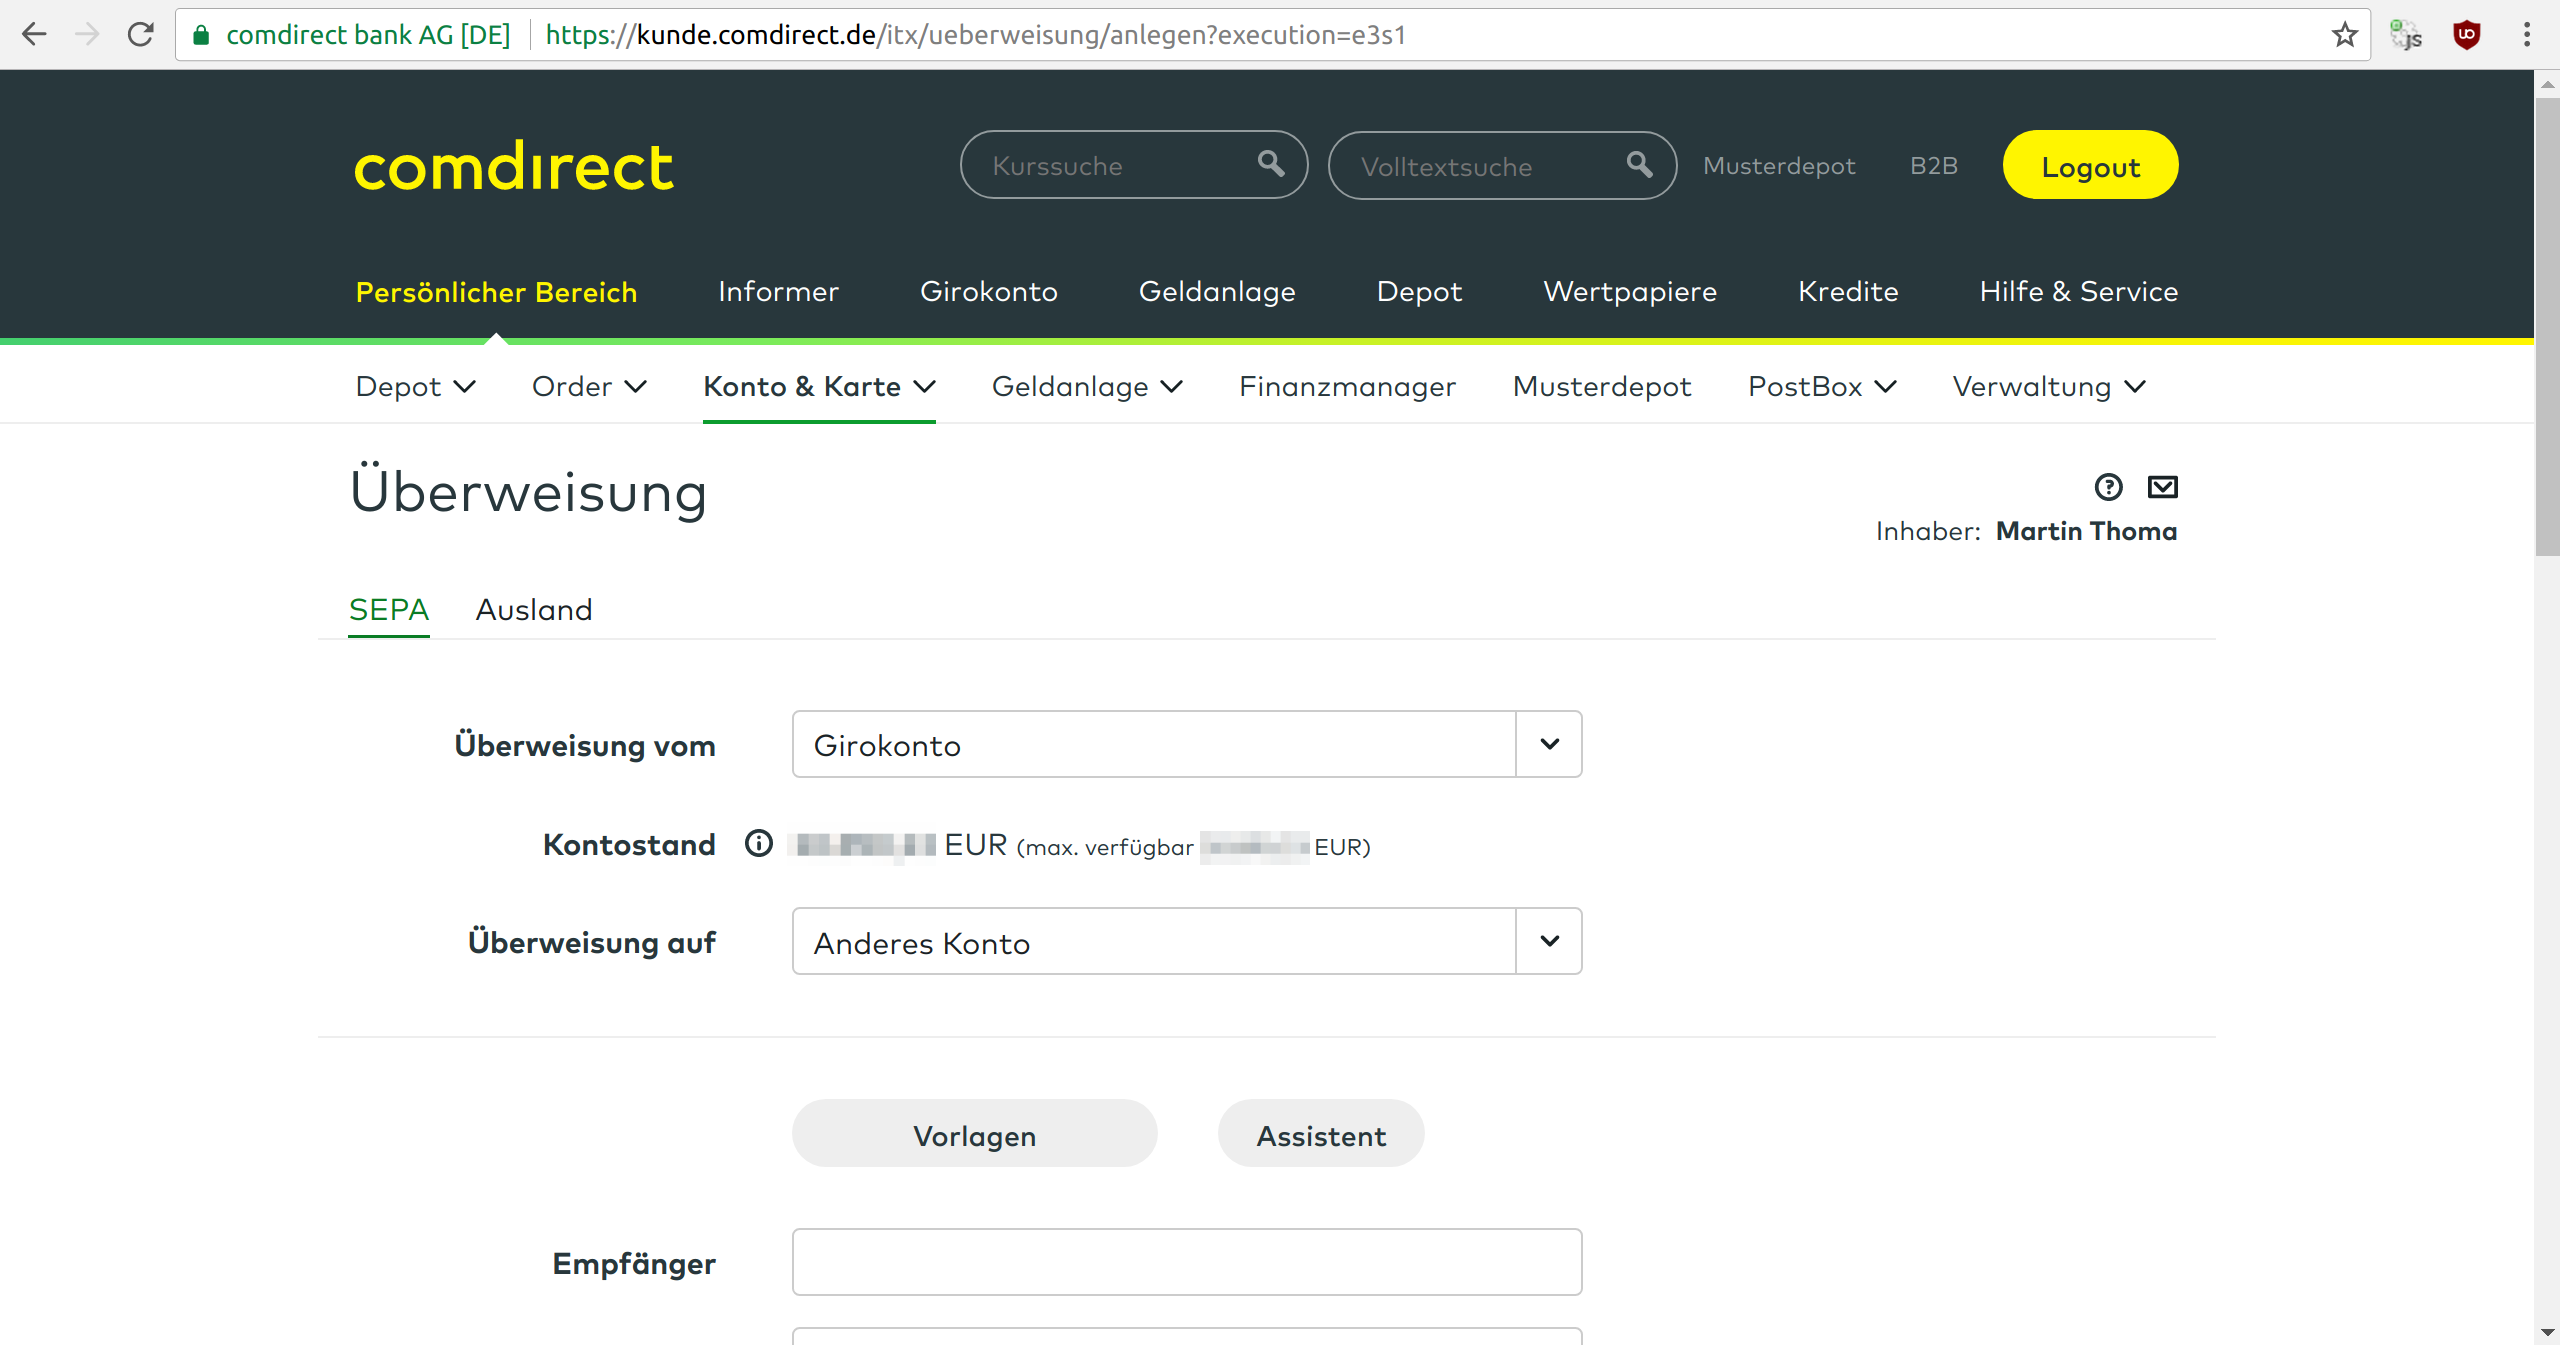 comdirect bank AG [DE] https://kunde.comdirect.de/itx/ueberweisung/anlegen?execution=e3s1
JS
comdirect Kurssuche Volltextsuche Musterdepot B2B Logout
Persönlicher Bereich Informer Girokonto Geldanlage Depot Wertpapiere Kredite Hilfe & Service
Depot Order Konto & Karte Geldanlage Finanzmanager Musterdepot PostBox Verwaltung
Überweisung
Inhaber: Martin Thoma
SEPA Ausland
Überweisung vom Girokonto
Kontostand EUR (max. verfügbar EUR)
Überweisung auf Anderes Konto
Vorlagen Assistent
Empfänger